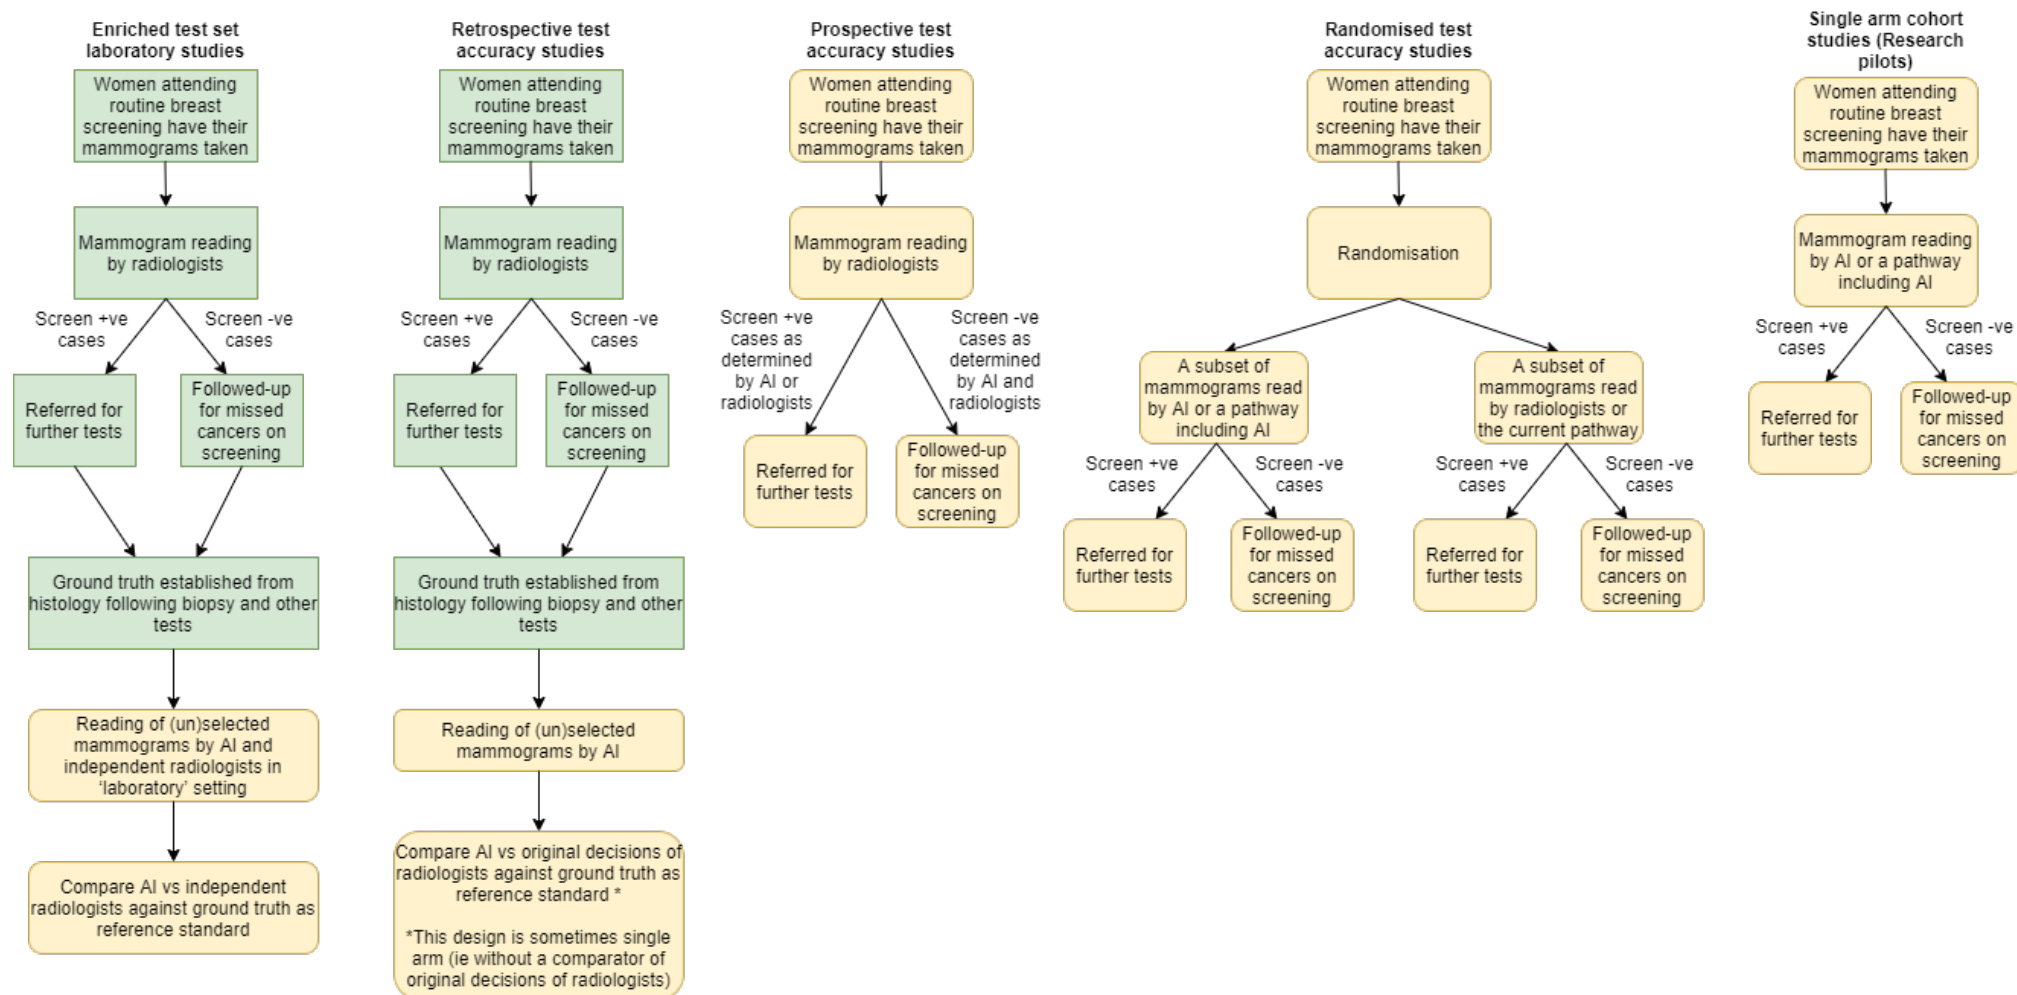 Enriched test set
laboratory studies
Women attending
routine breast
screening have their
mammograms taken
Mammogram reading
by radiologists
Screen +ve
cases
Screen -ve
cases
Referred for
further tests
Followed-up
for missed
cancers on
screening
Ground truth established from
histology following biopsy and other
tests
Reading of (un)selected
mammograms by AI and
independent radiologists in
'laboratory' setting
Compare AI vs independent
radiologists against ground truth as
reference standard
Retrospective test
accuracy studies
Women attending
routine breast
screening have their
mammograms taken
Mammogram reading
by radiologists
Screen +ve
cases
Screen -ve
cases
Referred for
further tests
Followed-up
for missed
cancers on
screening
Ground truth established from
histology following biopsy and other
tests
Reading of (un)selected
mammograms by AI
Compare AI vs original decisions of
radiologists against ground truth as
reference standard *
*This design is sometimes single
arm (ie without a comparator of
original decisions of radiologists)
Prospective test
accuracy studies
Women attending
routine breast
screening have their
mammograms taken
Mammogram reading
by radiologists
Screen +ve
cases as
determined
by AI or
radiologists
Screen -ve
cases as
determined
by AI and
radiologists
Referred for
further tests
Followed-up
for missed
cancers on
screening
Randomised test
accuracy studies
Women attending
routine breast
screening have their
mammograms taken
Randomisation
A subset of
mammograms read
by AI or a pathway
including AI
A subset of
mammograms read
by radiologists or
the current pathway
Screen +ve
cases
Screen -ve
cases
Screen +ve
cases
Screen -ve
cases
Referred for
further tests
Followed-up
for missed
cancers on
screening
Referred for
further tests
Followed-up
for missed
cancers on
screening
Single arm cohort
studies (Research
pilots)
Women attending
routine breast
screening have their
mammograms taken
Mammogram reading
by AI or a pathway
including AI
Screen +ve
cases
Screen -ve
cases
Referred for
further tests
Followed-up
for missed
cancers on
screening